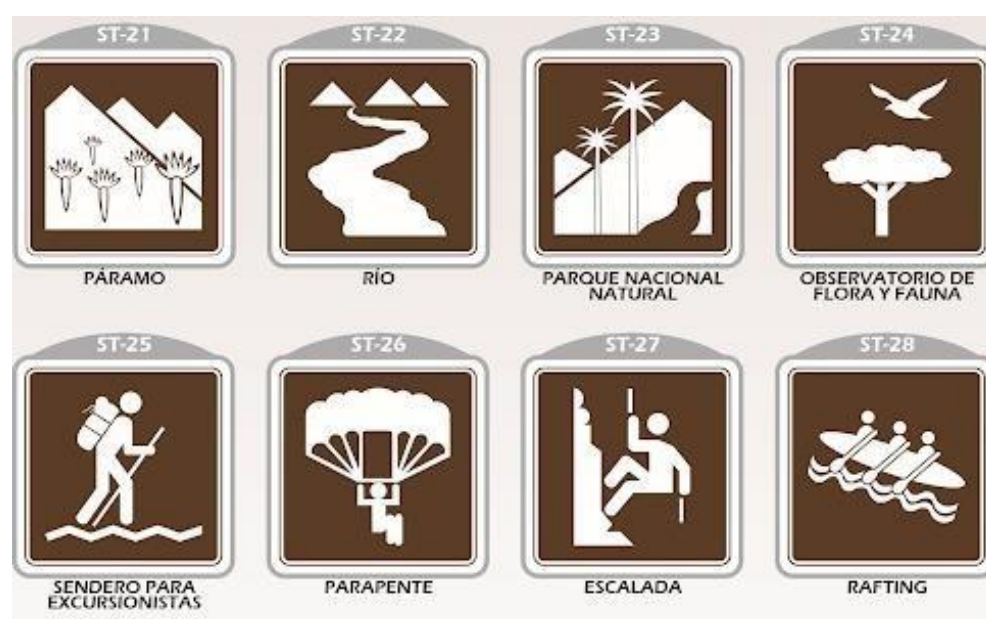 ST-21
ST-22
ST-23
ST-24
PÁRAMO
RÍO
PARQUE NACIONAL
NATURAL
OBSERVATORIO DE
FLORA Y FAUNA
ST-25
ST-26
ST-27
ST-28
SENDERO PARA
EXCURSIONISTAS
PARAPENTE
ESCALADA
RAFTING